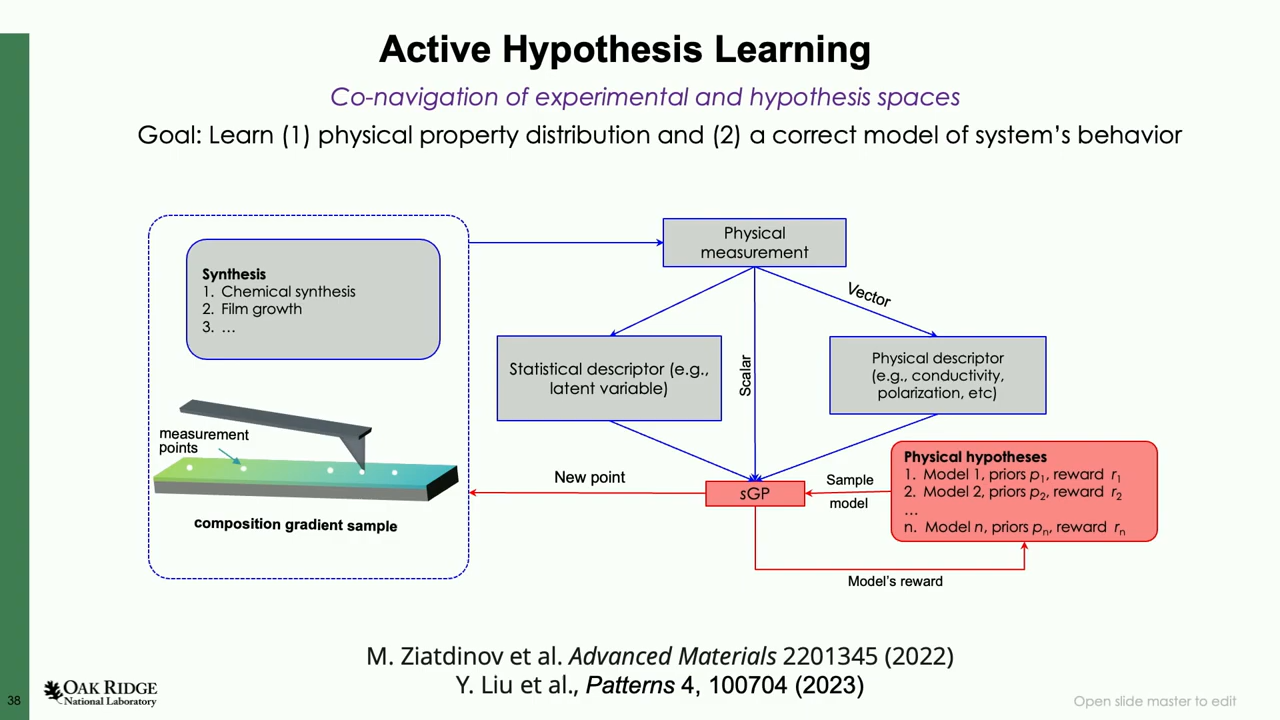 Active Hypothesis Learning
Co-navigation of experimental and hypothesis spaces
Goal: Learn (1) physical property distribution and (2) a correct model of system's behavior
Synthesis
1. Chemical synthesis
2. Film growth
3. ...
measurement
points
composition gradient sample
Physical
measurement
Vector
Scalar
Statistical descriptor (e.g.,
latent variable)
Physical descriptor
(e.g., conductivity,
polarization, etc)
New point
sGP
Sample
model
Physical hypotheses
1. Model 1, priors p1, reward r1
2. Model 2, priors p2, reward r2
...
n. Model n, priors pn, reward rn
Model's reward
M. Ziatdinov et al. Advanced Materials 2201345 (2022)
Y. Liu et al., Patterns 4, 100704 (2023)
38
OAK RIDGE
National Laboratory
Open slide master to edit